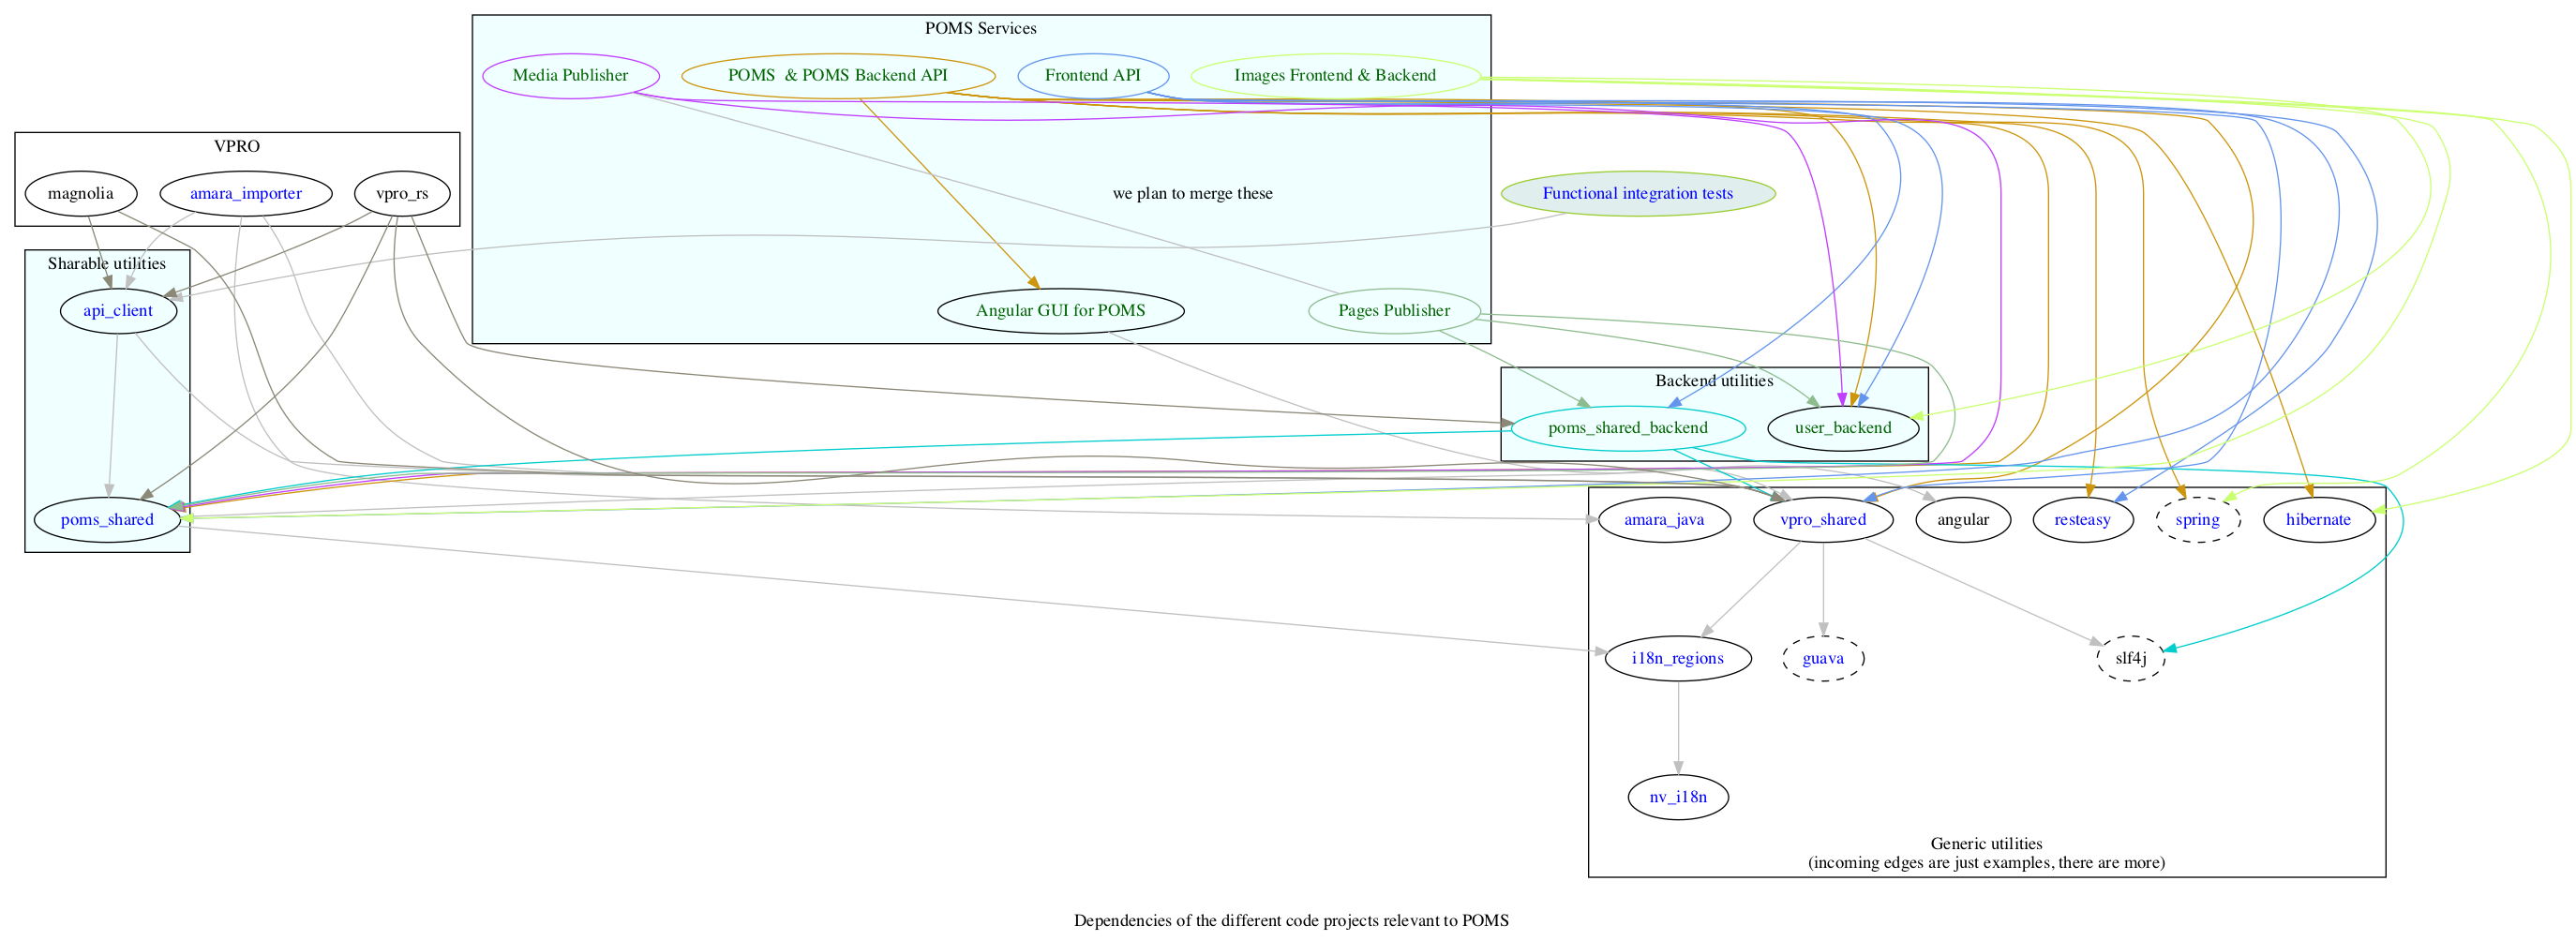 POMS Services
Media Publisher
POMS & POMS Backend API
Frontend API
Images Frontend & Backend
VPRO
magnolia
amara_importer
vpro_rs
we plan to merge these
Functional integration tests
Sharable utilities
api_client
Angular GUI for POMS
Pages Publisher
Backend utilities
poms_shared_backend
user_backend
poms_shared
amara_java
vpro_shared
angular
resteasy
spring
hibernate
i18n_regions
guava
slf4j
nv_i18n
Generic utilities
(incoming edges are just examples, there are more)
Dependencies of the different code projects relevant to POMS